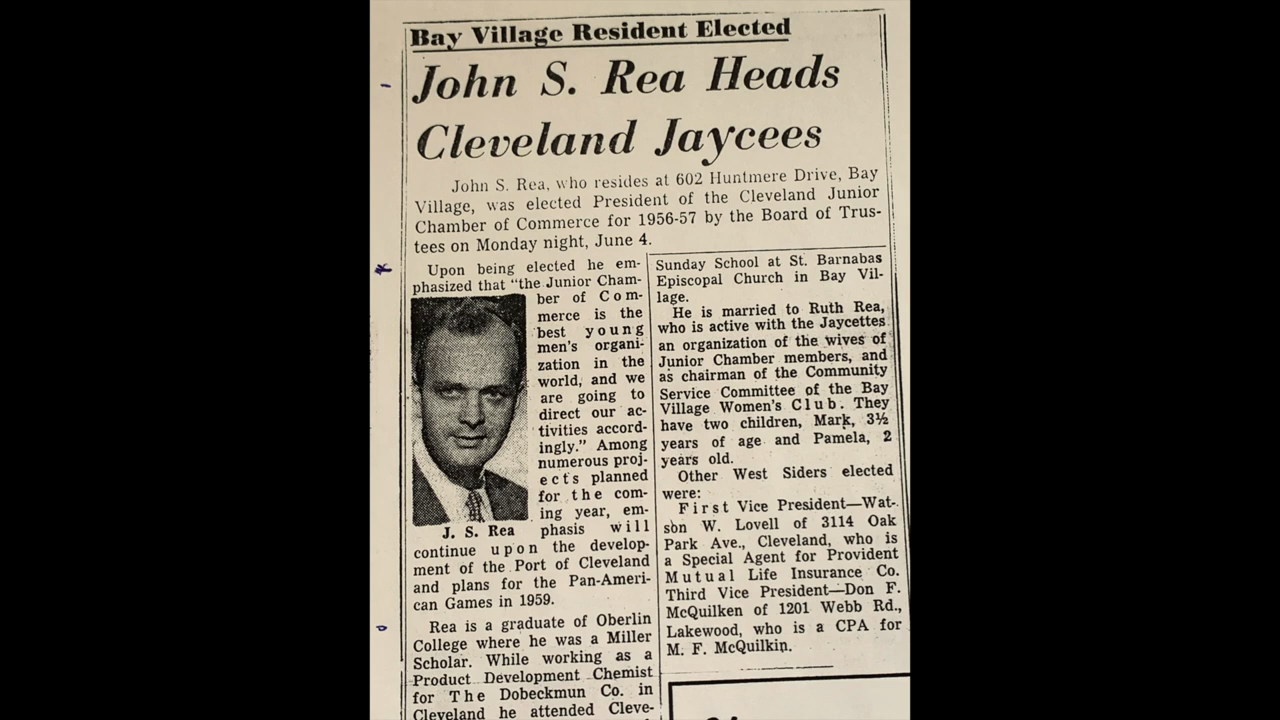 Bay Village Resident Elected
John S. Rea Heads
Cleveland Jaycees
John S. Rea, who resides at 602 Huntmere Drive, Bay
Village, was elected President of the Cleveland Junior
Chamber of Commerce for 1956-57 by the Board of Trus-
tees on Monday night, June 4.
Upon being elected he em-
phasized that "the Junior Cham-
ber of Com-
merce is the
best young
men's organi-
zation in the
world, and we
are going to
direct our ac-
tivities accord-
ingly." Among
numerous proj-
ects planned
for the com-
ing year, em-
J. S. Rea
phasis will
continue upon the develop-
ment of the Port of Cleveland
and plans for the Pan-Ameri-
can Games in 1959.
Rea is a graduate of Oberlin
College where he was a Miller
Scholar. While working as a
Product Development Chemist
for The Dobeckmun Co. in
Cleveland he attended Cleve-
Sunday School at St. Barnabas
Episcopal Church in Bay Vil-
lage.
He is married to Ruth Rea,
who is active with the Jaycettes
an organization of the wives of
Junior Chamber members, and
as chairman of the Community
Service Committee of the Bay
Village Women's Club. They
have two children, Mark, 3½
years of age and Pamela, 2
years old.
Other West Siders elected
were:
First Vice President—Wat-
son W. Lovell of 3114 Oak
Park Ave., Cleveland, who is
a Special Agent for Provident
Mutual Life Insurance Co.
Third Vice President—Don F.
McQuilken of 1201 Webb Rd.,
Lakewood, who is a CPA for
M. F. McQuilkin.